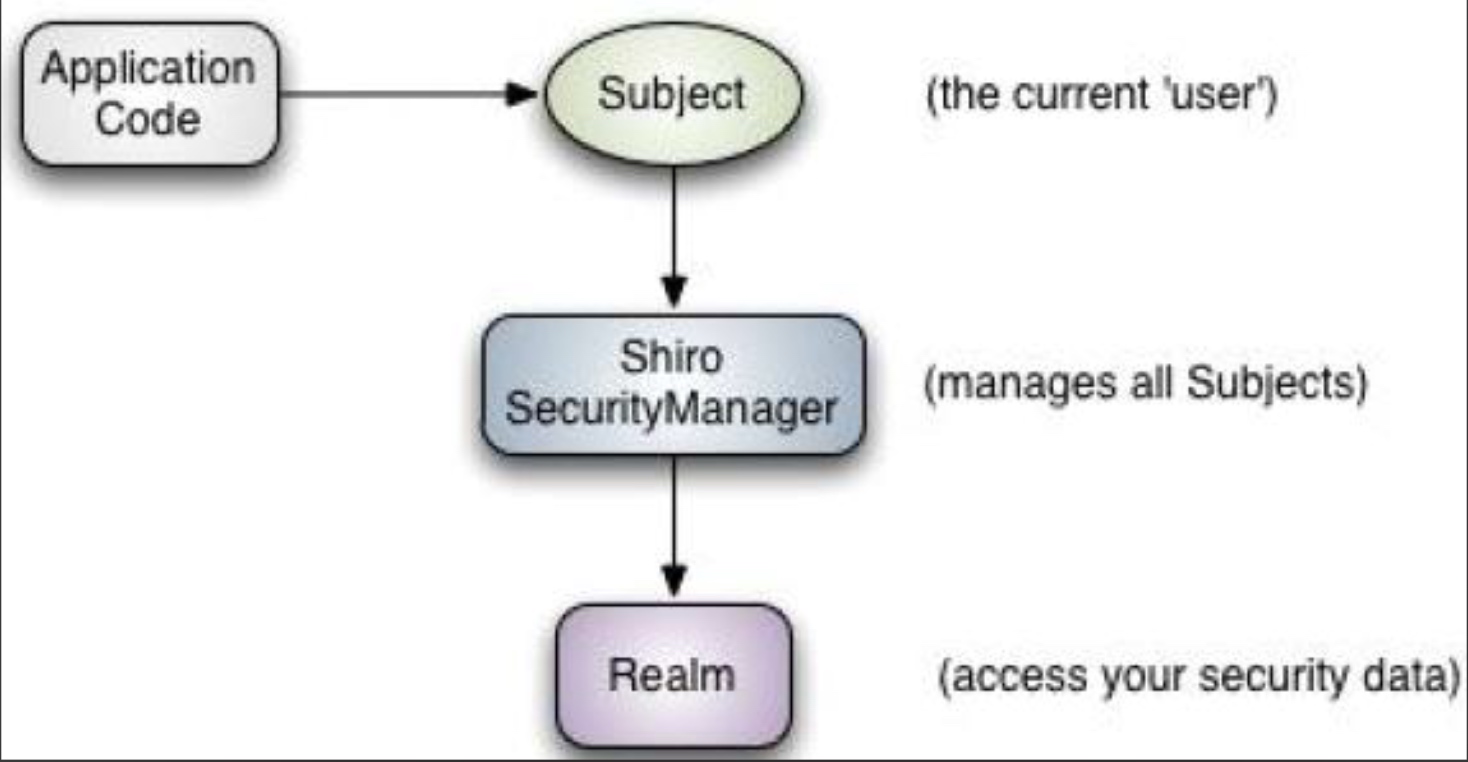 Application
Code
Subject
(the current 'user')
Shiro
SecurityManager
(manages all Subjects)
Realm
(access your security data)